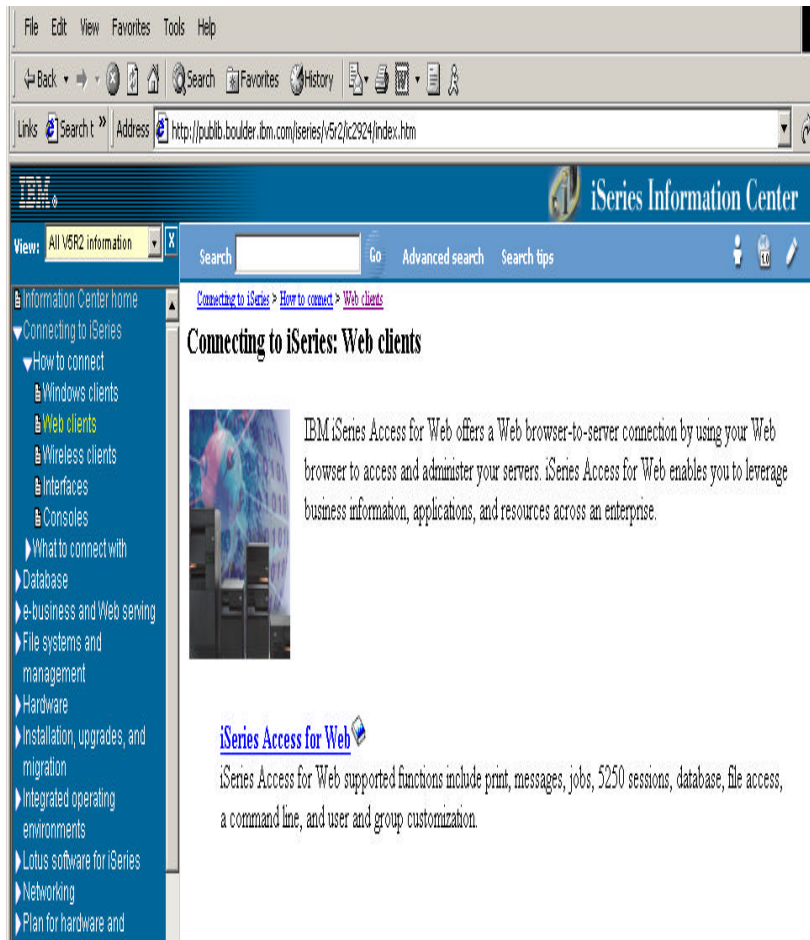 File Edit View Favorites Tools Help
Back Search Favorites History
Links Search t » Address http://publib.boulder.ibm.com/iseries/v5r2/ic2924/index.htm
IBM® iSeries Information Center
View: All V5R2 information X Search Go Advanced search Search tips
Information Center home
Connecting to iSeries
How to connect
Windows clients
Web clients
Wireless clients
Interfaces
Consoles
What to connect with
Database
e-business and Web serving
File systems and
management
Hardware
Installation, upgrades, and
migration
Integrated operating
environments
Lotus software for iSeries
Networking
Plan for hardware and
Connecting to iSeries > How to connect > Web clients
Connecting to iSeries: Web clients
IBM iSeries Access for Web offers a Web browser-to-server connection by using your Web
browser to access and administer your servers. iSeries Access for Web enables you to leverage
business information, applications, and resources across an enterprise.
iSeries Access for Web
iSeries Access for Web supported functions include print, messages, jobs, 5250 sessions, database, file access,
a command line, and user and group customization.